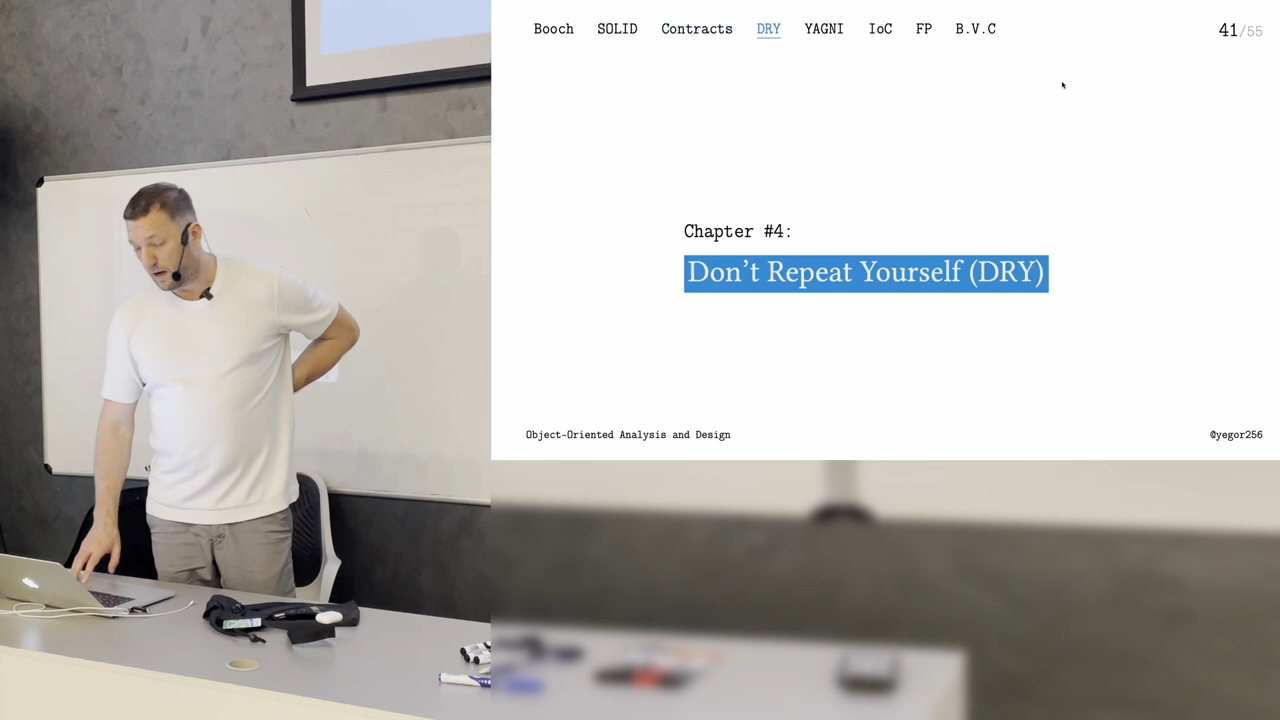 Booch SOLID Contracts DRY YAGNI IoC FP B.V.C 41/55
Chapter #4:
Don't Repeat Yourself (DRY)
Object-Oriented Analysis and Design @yegor256